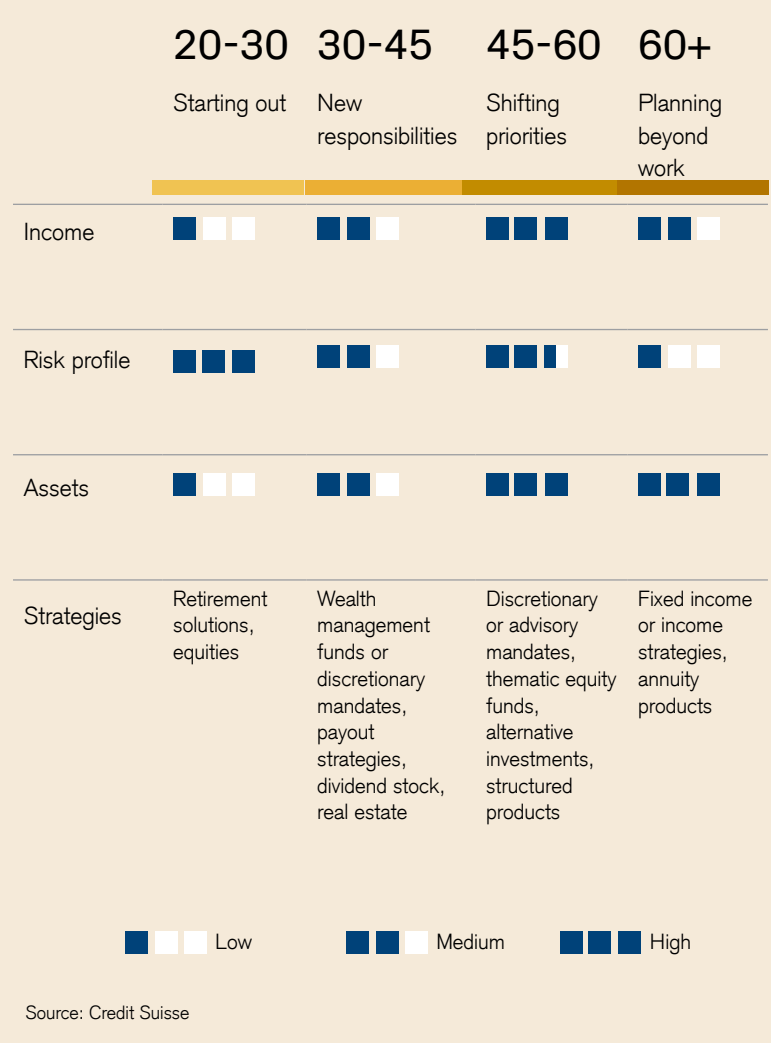 20-30
30-45
45-60
60+
Starting out
New
responsibilities
Shifting
priorities
Planning
beyond
work
Income
Risk profile
Assets
Strategies
Retirement
solutions,
equities
Wealth
management
funds or
discretionary
mandates,
payout
strategies,
dividend stock,
real estate
Discretionary
or advisory
mandates,
thematic equity
funds,
alternative
investments,
structured
products
Fixed income
or income
strategies,
annuity
products
Low
Medium
High
Source: Credit Suisse